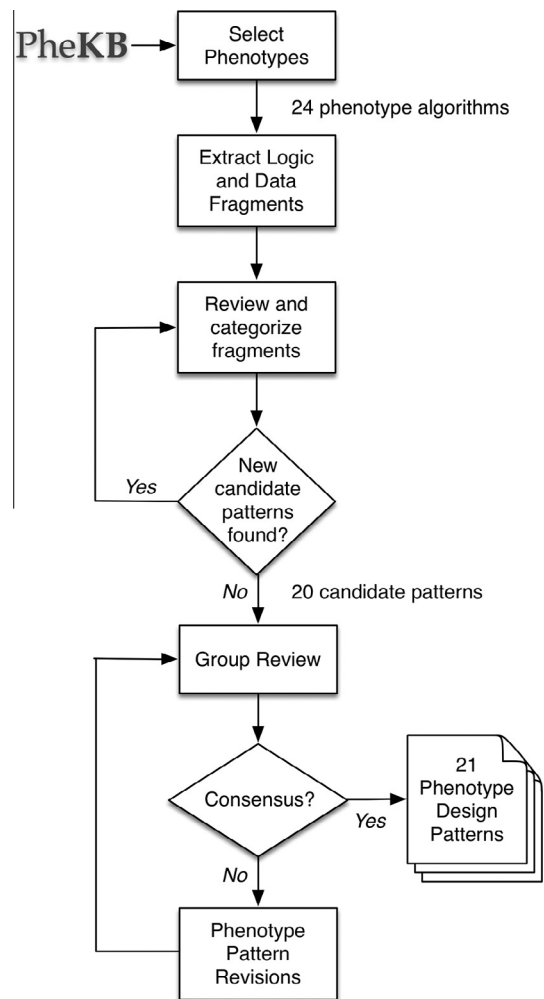 PheKB
Select
Phenotypes
24 phenotype algorithms
Extract Logic
and Data
Fragments
Review and
categorize
fragments
New
candidate
patterns
found?
Yes
No
20 candidate patterns
Group Review
Consensus?
Yes
21
Phenotype
Design
Patterns
No
Phenotype
Pattern
Revisions